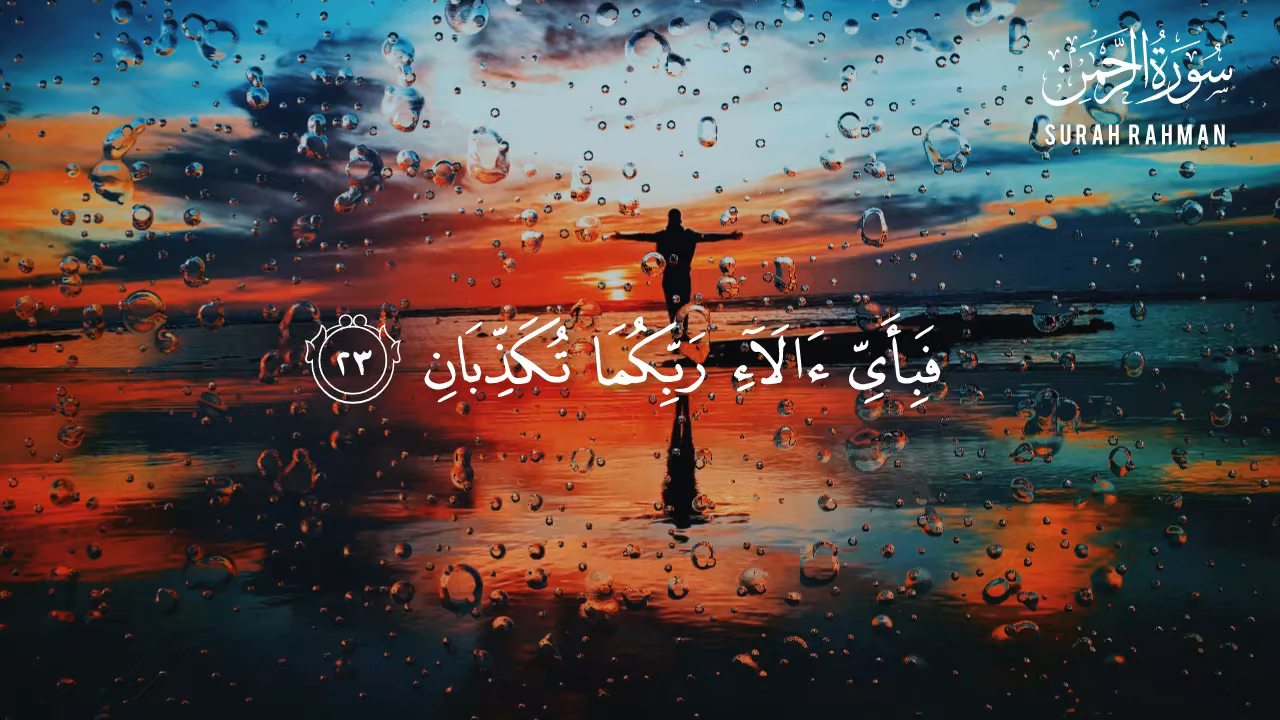 سُورَةُ الرَّحْمَٰن
SURAH RAHMAN
فَبِأَيِّ ءَالَآءِ رَبِّكُمَا تُكَذِّبَانِ ٢٣